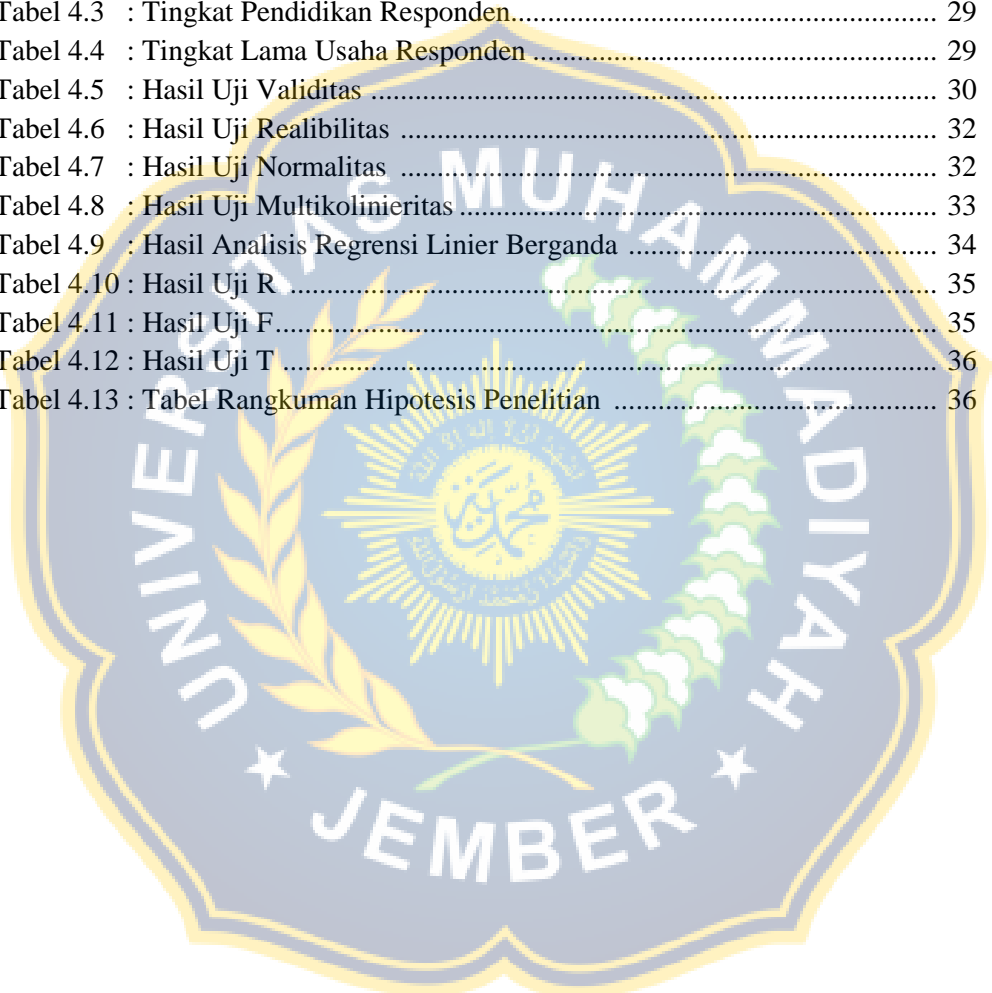 Tabel 4.3 : Tingkat Pendidikan Responden............................................................... 29
Tabel 4.4 : Tingkat Lama Usaha Responden ............................................................ 29
Tabel 4.5 : Hasil Uji Validitas ................................................................................... 30
Tabel 4.6 : Hasil Uji Realibilitas ............................................................................... 32
Tabel 4.7 : Hasil Uji Normalitas ............................................................................... 32
Tabel 4.8 : Hasil Uji Multikolinieritas ...................................................................... 33
Tabel 4.9 : Hasil Analisis Regrensi Linier Berganda ............................................. 34
Tabel 4.10 : Hasil Uji R ............................................................................................. 35
Tabel 4.11 : Hasil Uji F............................................................................................... 35
Tabel 4.12 : Hasil Uji T .............................................................................................. 36
Tabel 4.13 : Tabel Rangkuman Hipotesis Penelitian ............................................... 36
UNIVERSITAS MUHAMMADIYAH
JEMBER
محمد